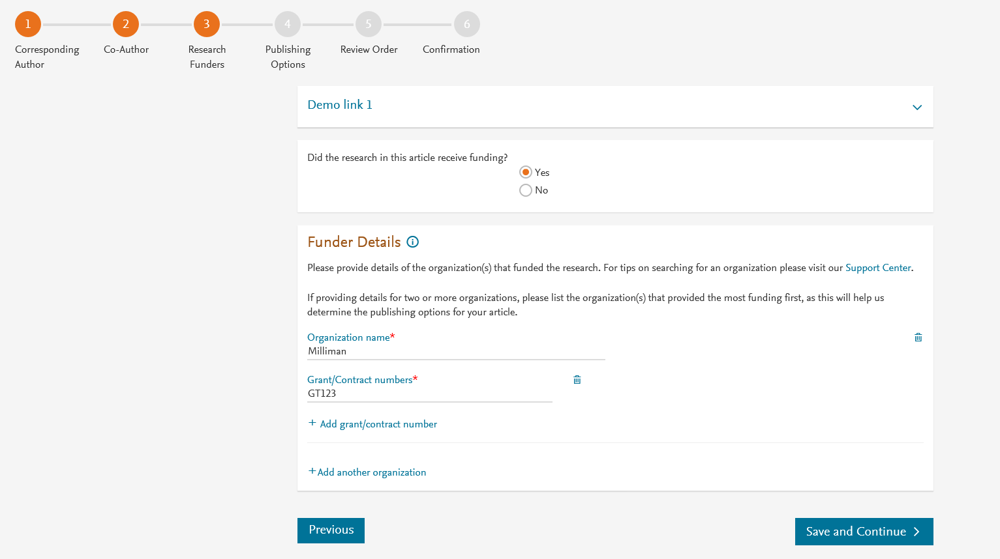 1
2
3
4
5
6
Corresponding
Author
Co-Author
Research
Funders
Publishing
Options
Review Order
Confirmation
Demo link 1
Did the research in this article receive funding?
Yes
No
Funder Details
Please provide details of the organization(s) that funded the research. For tips on searching for an organization please visit our Support Center.
If providing details for two or more organizations, please list the organization(s) that provided the most funding first, as this will help us
determine the publishing options for your article.
Organization name*
Milliman
Grant/Contract numbers*
GT123
+ Add grant/contract number
+Add another organization
Previous
Save and Continue